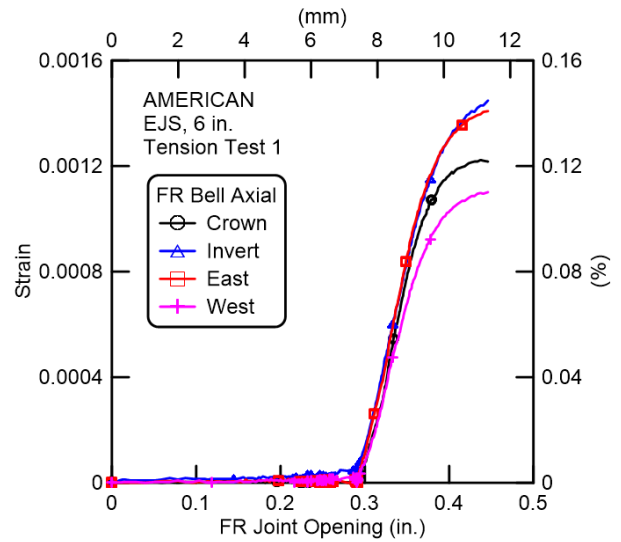 (mm)
0 2 4 6 8 10 12
0.0016 0.16
AMERICAN
EJS, 6 in.
Tension Test 1
0.0012 0.12
FR Bell Axial
Crown
Invert
East
West
Strain
(%)
0.0008 0.08
0.0004 0.04
0 0
0 0.1 0.2 0.3 0.4 0.5
FR Joint Opening (in.)